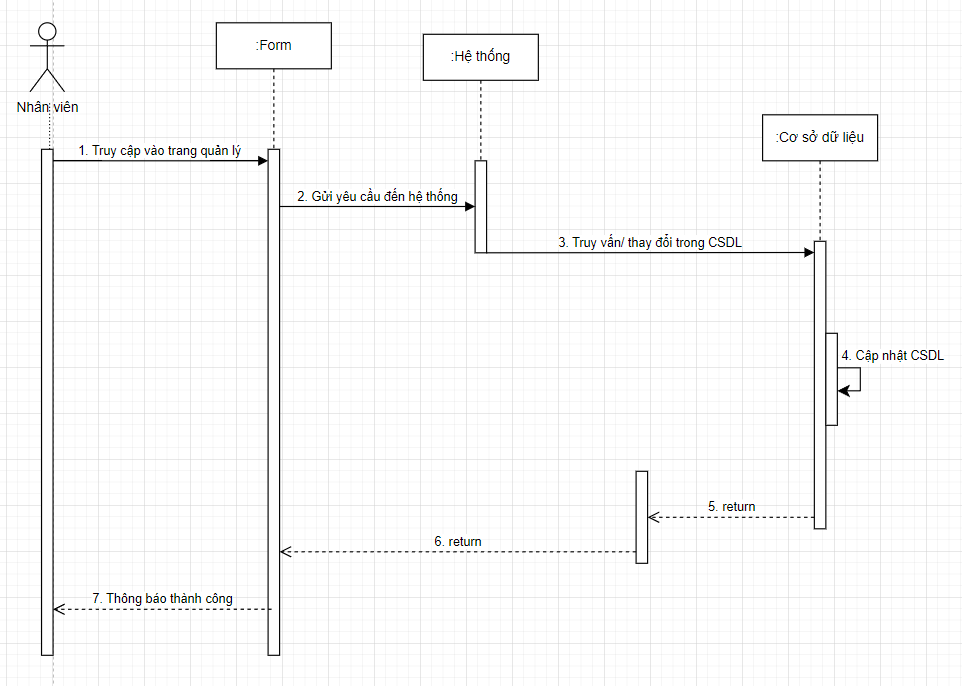 :Form
:Hệ thống
Nhân viên
:Cơ sở dữ liệu
1. Truy cập vào trang quản lý
2. Gửi yêu cầu đến hệ thống
3. Truy vấn/ thay đổi trong CSDL
4. Cập nhật CSDL
5. return
6. return
7. Thông báo thành công